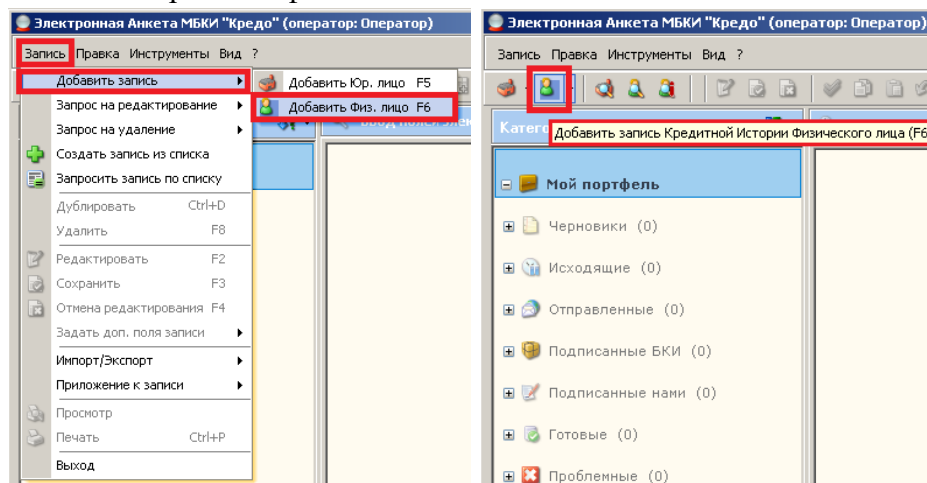 Электронная Анкета МБКИ "Кредо" (оператор: Оператор)
Запись Правка Инструменты Вид ?
Добавить запись
Добавить Юр. лицо F5
Добавить Физ. лицо F6
Запрос на редактирование
Запрос на удаление
Создать запись из списка
Запросить запись по списку
Дублировать Ctrl+D
Удалить F8
Редактировать F2
Сохранить F3
Отмена редактирования F4
Задать доп. поля записи
Импорт/Экспорт
Приложение к записи
Просмотр
Печать Ctrl+P
Выход
Электронная Анкета МБКИ "Кредо" (оператор: Оператор)
Запись Правка Инструменты Вид ?
Добавить запись Кредитной Истории Физического лица (F6
Мой портфель
Черновики (0)
Исходящие (0)
Отправленные (0)
Подписанные БКИ (0)
Подписанные нами (0)
Готовые (0)
Проблемные (0)